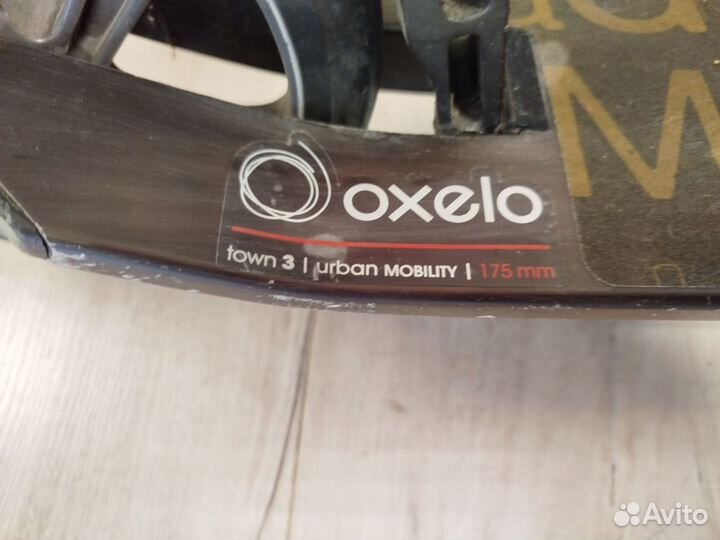 oxelo
town 3 | urban MOBILITY | 175 mm
Avito